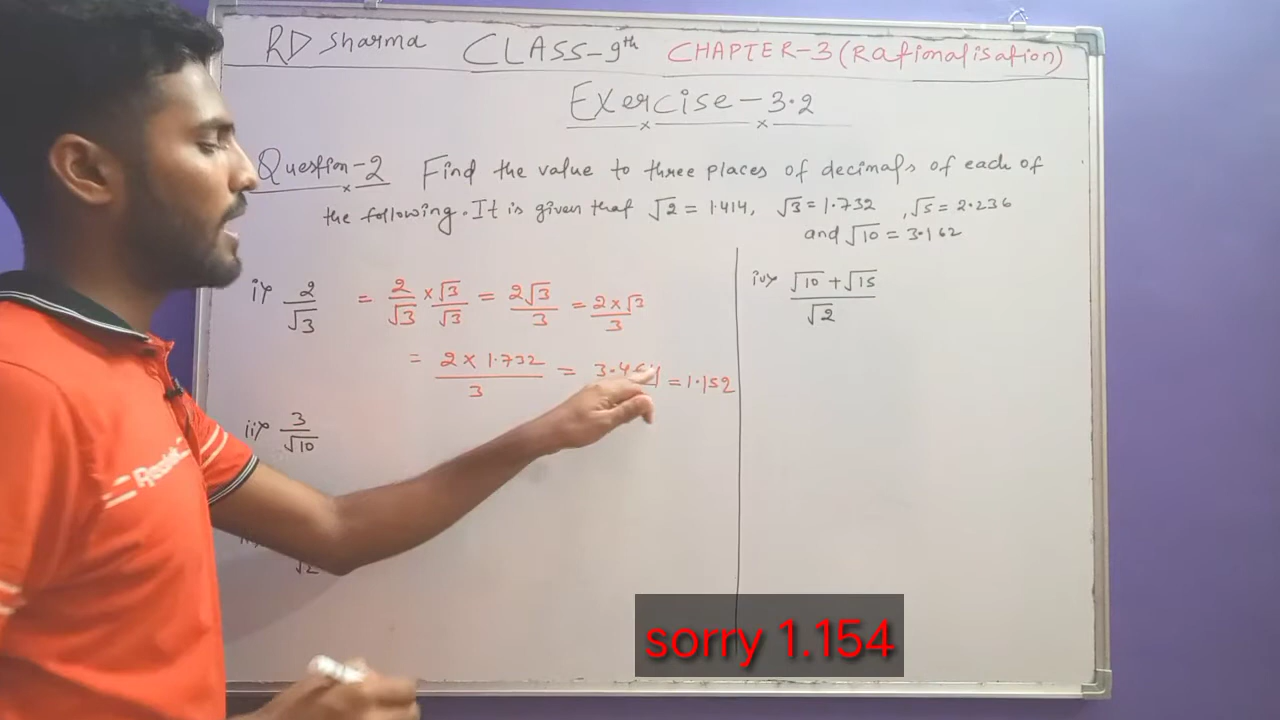 RD Sharma CLASS-9th CHAPTER-3 (Rationalisation)
Exercise-3.2
Question-2 Find the value to three places of decimals of each of
the following. It is given that √2 = 1.414, √3 = 1.732, √5 = 2.236
and √10 = 3.162
i) 2/√3 = 2/√3 × √3/√3 = 2√3/3 = 2×√3/3
= 2 × 1.732/3 = = 1.152
ii) 3/√10
√2
iv) √10 + √15/√2
sorry 1.154